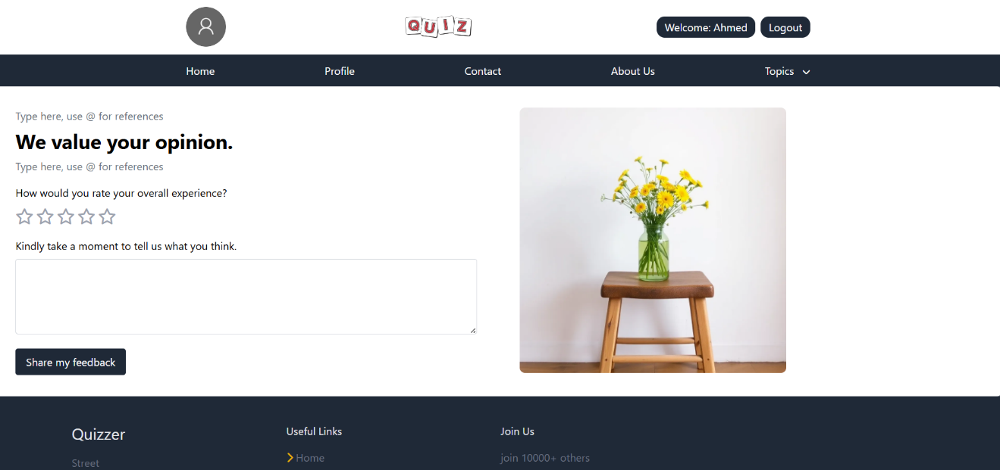 QUIZ
Welcome: Ahmed
Logout
Home
Profile
Contact
About Us
Topics
Type here, use @ for references
We value your opinion.
Type here, use @ for references
How would you rate your overall experience?
Kindly take a moment to tell us what you think.
Share my feedback
Quizzer
Street
Useful Links
Home
Join Us
join 10000+ others